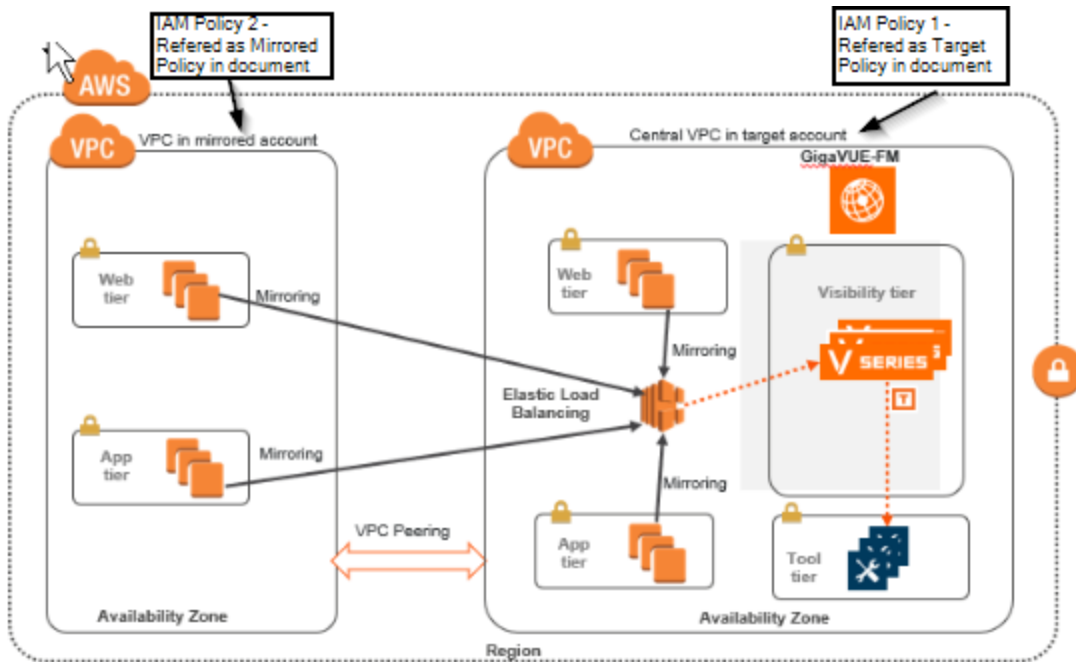 IAM Policy 2 -
Refered as Mirrored
Policy in document
IAM Policy 1 -
Refered as Target
Policy in document
AWS
VPC
VPC in mirrored account
VPC
Central VPC in target account
GigaVUE-FM
Web
tier
Mirroring
Web
tier
Visibility tier
Mirroring
V SERIES
Elastic Load
Balancing
T
App
tier
Mirroring
Mirroring
VPC Peering
App
tier
Tool
tier
Availability Zone
Availability Zone
Region